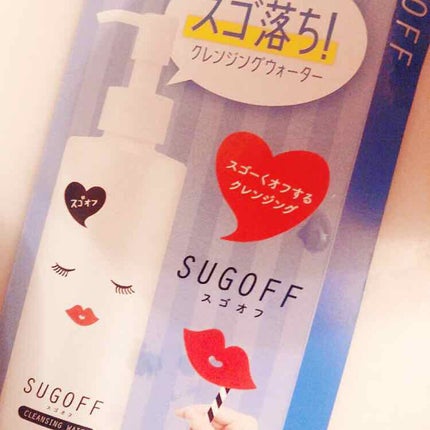 スゴ落ち!
クレンジングウォーター
SUGOFF
スゴーくオフする
クレンジング
スゴオフ
SUGOFF
スゴオフ
SUGOFF
スゴオフ
CLEANSING WAT